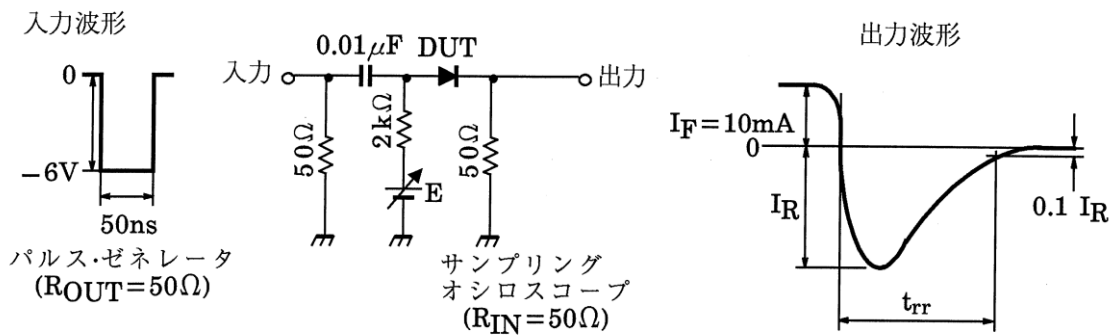 入力波形
0
−6V
50ns
パルス・ゼネレータ
(ROUT=50Ω)
0.01μF DUT
入力
出力
50Ω
2kΩ
E
50Ω
サンプリング
オシロスコープ
(RIN=50Ω)
出力波形
IF=10mA
0
IR
0.1 IR
trr